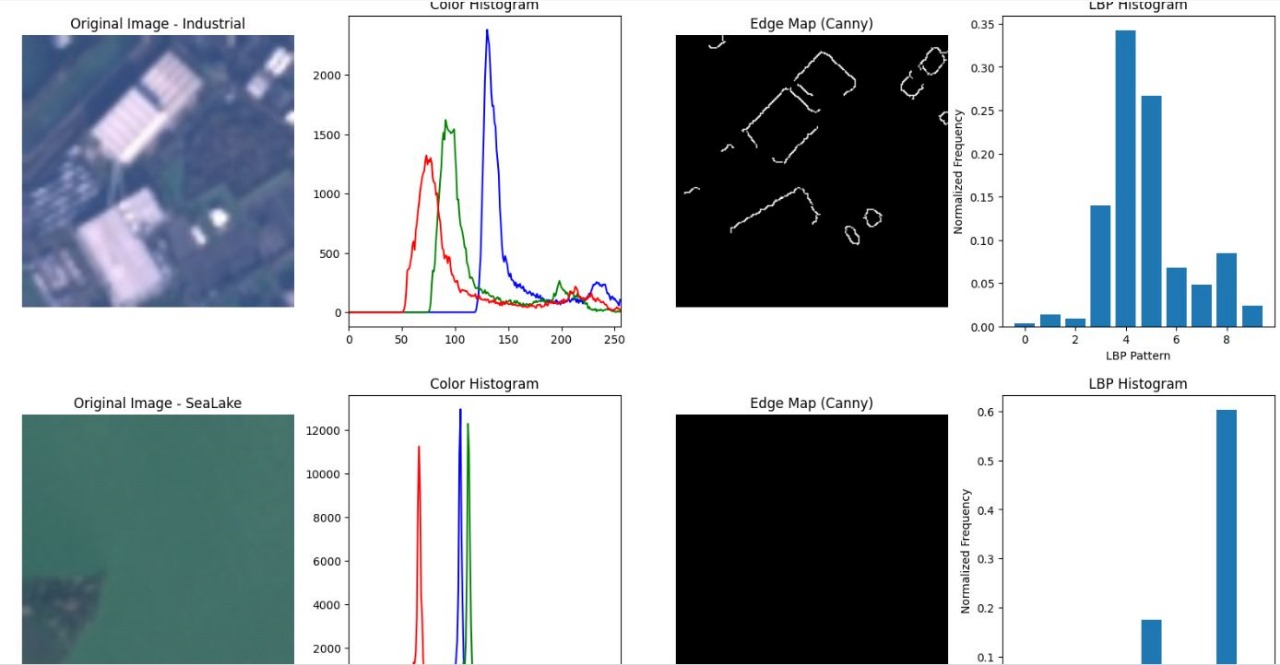 Color Histogram
LBP Histogram
Original Image - Industrial
Edge Map (Canny)
2000
1500
1000
500
0
0 50 100 150 200 250
0.35
0.30
0.25
0.20
0.15
0.10
0.05
0.00
Normalized Frequency
0 2 4 6 8
LBP Pattern
Color Histogram
LBP Histogram
Original Image - SeaLake
Edge Map (Canny)
12000
10000
8000
6000
4000
2000
0.6
0.5
0.4
0.3
0.2
0.1
Normalized Frequency